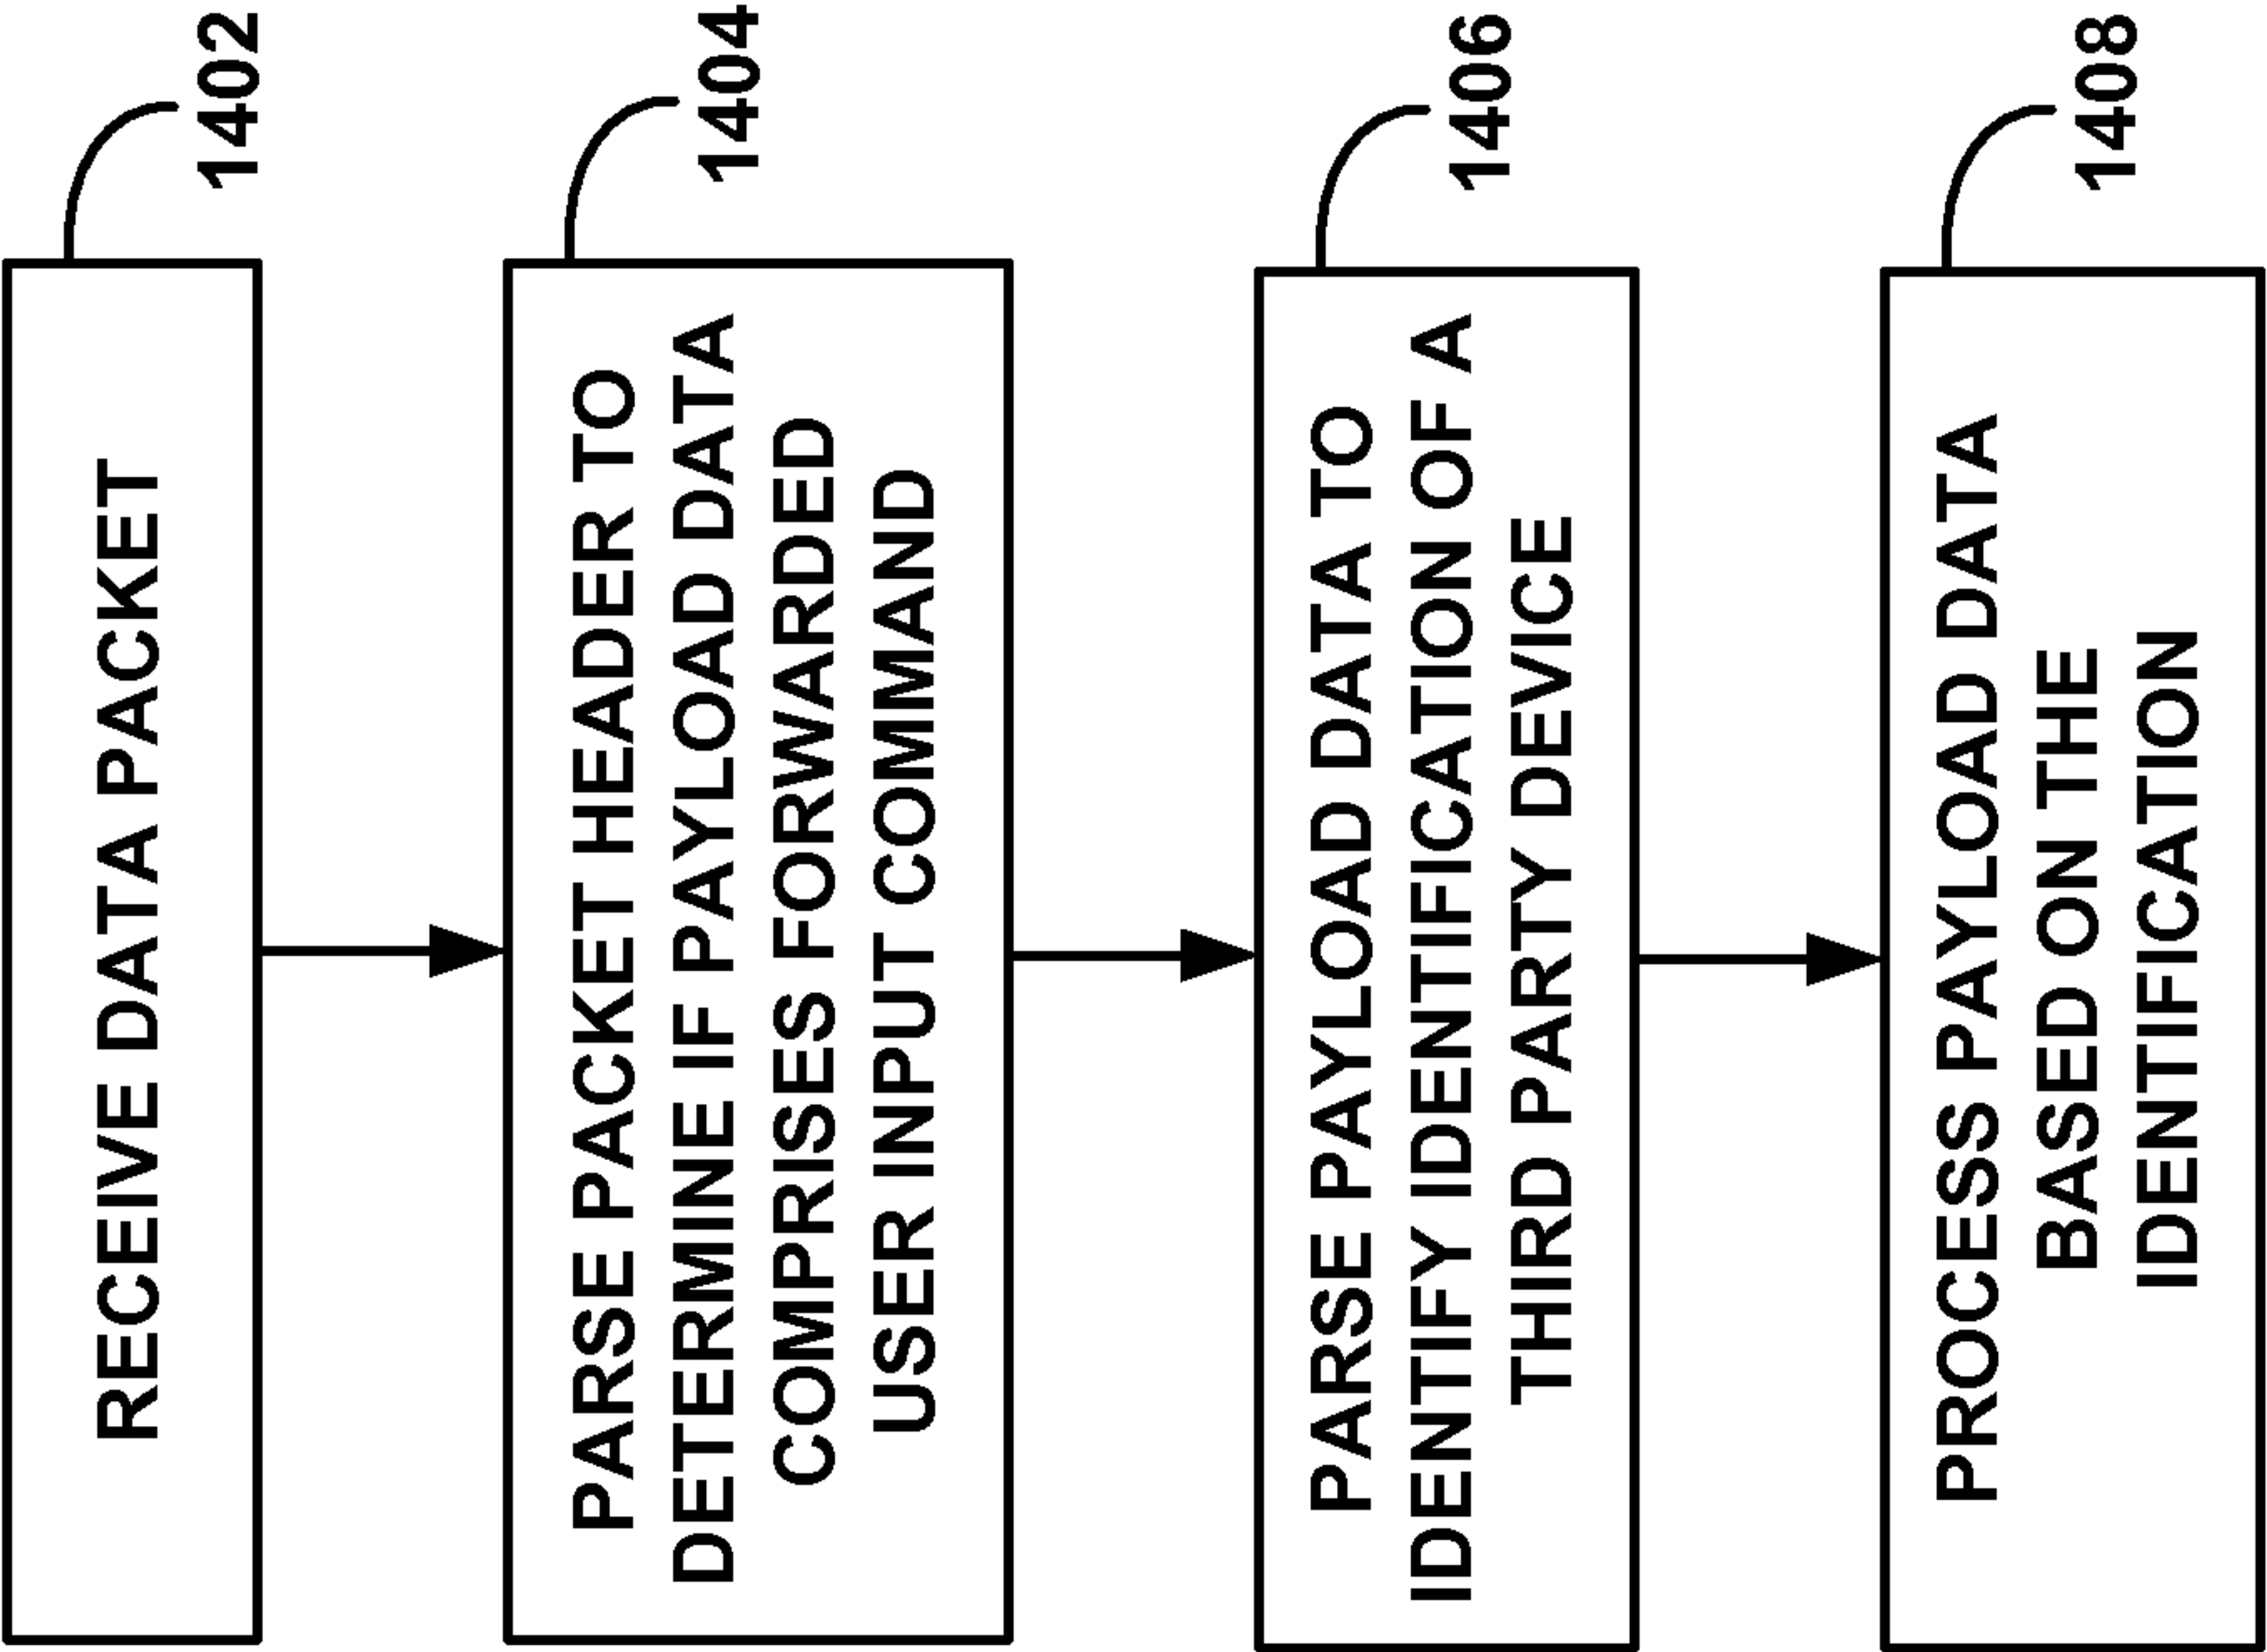 RECEIVE DATA PACKET
1402
PARSE PACKET HEADER TO
DETERMINE IF PAYLOAD DATA
COMPRISES FORWARDED
USER INPUT COMMAND
1404
PARSE PAYLOAD DATA TO
IDENTIFY IDENTIFICATION OF A
THIRD PARTY DEVICE
1406
PROCESS PAYLOAD DATA
BASED ON THE
IDENTIFICATION
1408